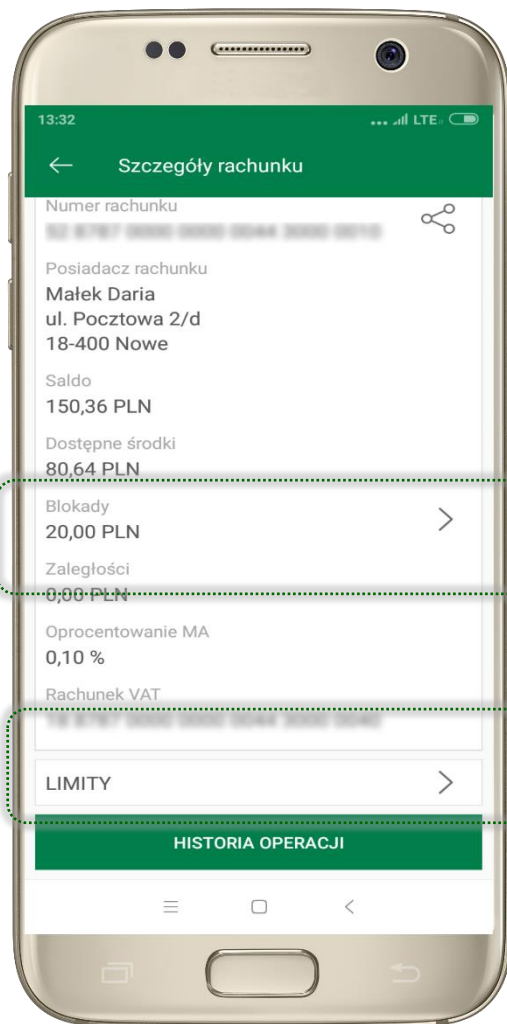 13:32
LTE
Szczegóły rachunku
Numer rachunku
Posiadacz rachunku
Małek Daria
ul. Pocztowa 2/d
18-400 Nowe
Saldo
150,36 PLN
Dostępne środki
80,64 PLN
Blokady
20,00 PLN
Zaległości
0,00 PLN
Oprocentowanie MA
0,10 %
Rachunek VAT
LIMITY
HISTORIA OPERACJI